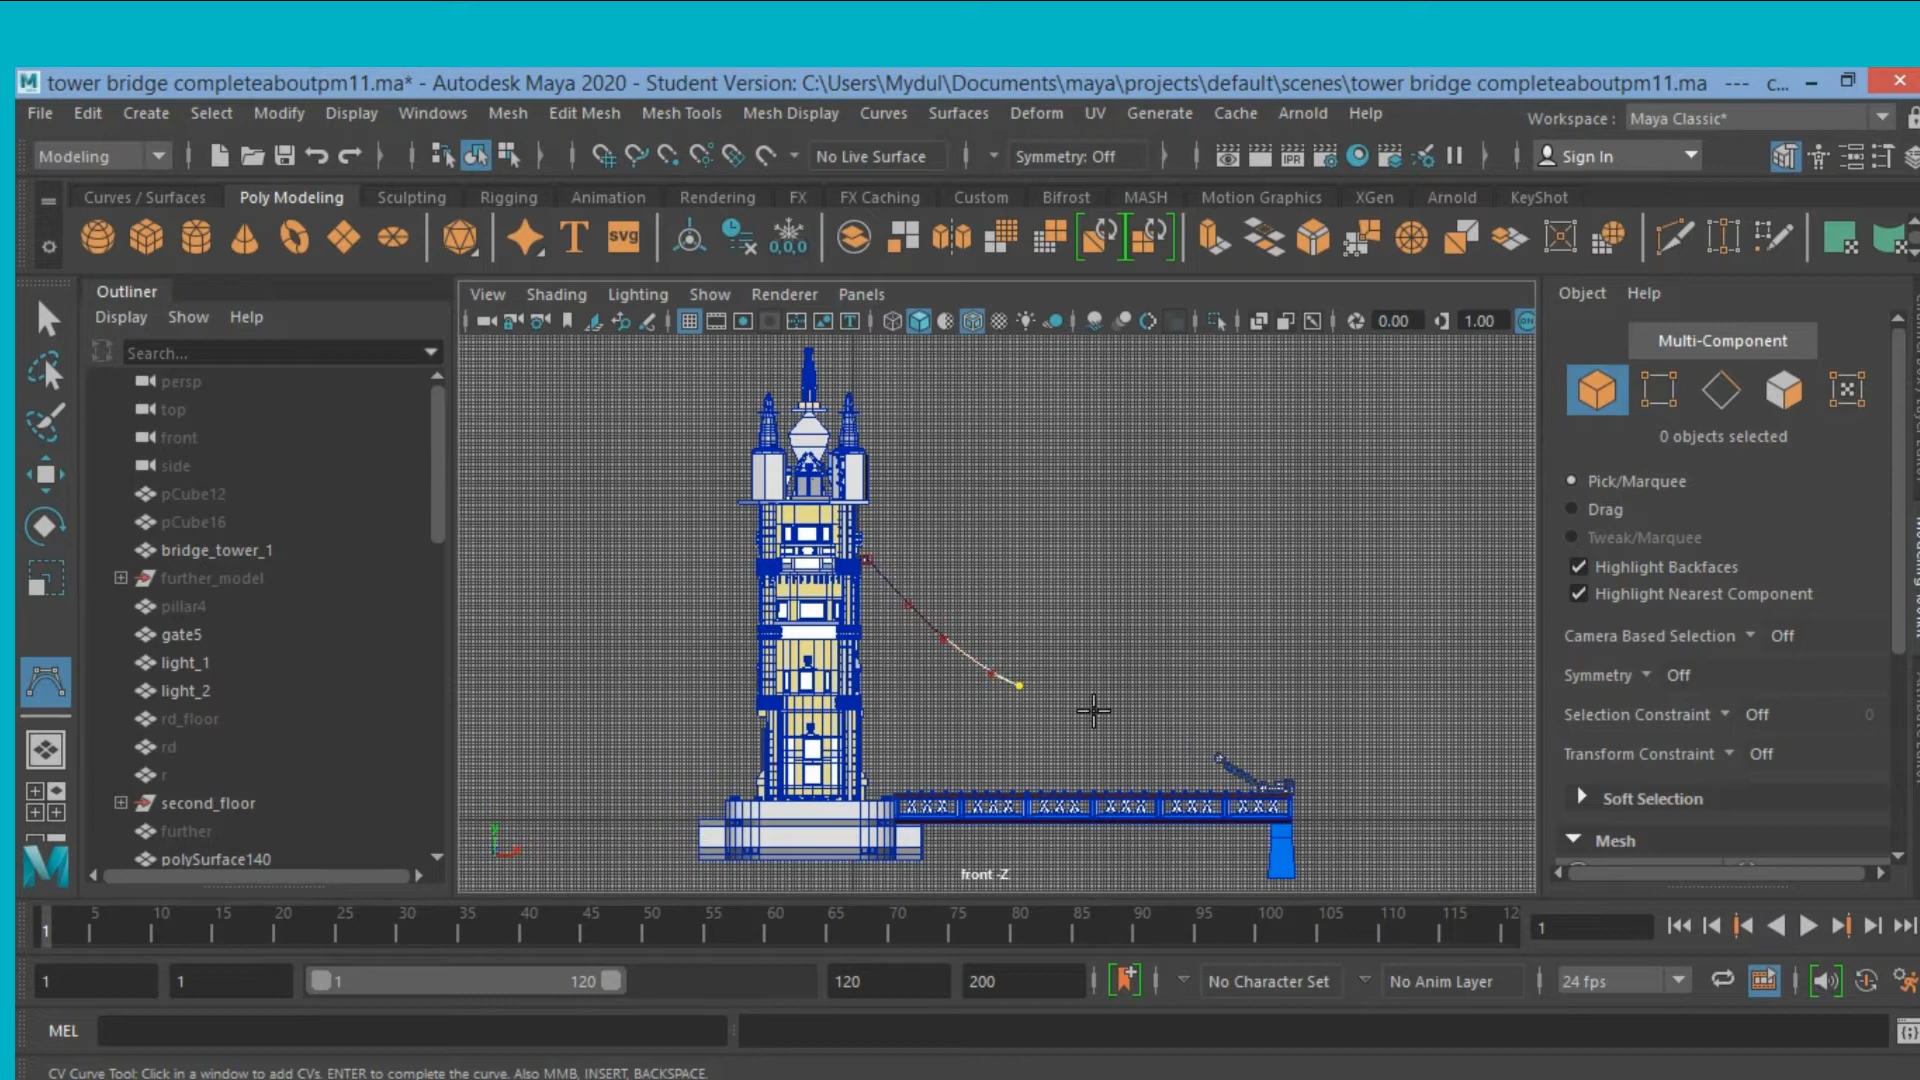 tower bridge completeaboutpm11.ma* - Autodesk Maya 2020 - Student Version: C:\Users\Mydul\Documents\maya\projects\default\scenes\tower bridge completeaboutpm11.ma --- c...
File Edit Create Select Modify Display Windows Mesh Edit Mesh Mesh Tools Mesh Display Curves Surfaces Deform UV Generate Cache Arnold Help
Workspace : Maya Classic*
Modeling No Live Surface Symmetry: Off IPR Sign In
Curves / Surfaces Poly Modeling Sculpting Rigging Animation Rendering FX FX Caching Custom Bifrost MASH Motion Graphics XGen Arnold KeyShot
T svg 0,0,0
Outliner
Display Show Help
Search...
persp
top
front
side
pCube12
pCube16
bridge_tower_1
further_model
pillar4
gate5
light_1
light_2
rd_floor
rd
r
second_floor
further
polySurface140
View Shading Lighting Show Renderer Panels
0.00 1.00 ON
y
front -Z
Object Help
Multi-Component
0 objects selected
Pick/Marquee
Drag
Tweak/Marquee
Highlight Backfaces
Highlight Nearest Component
Camera Based Selection Off
Symmetry Off
Selection Constraint Off 0
Transform Constraint Off
Soft Selection
Mesh
5 10 15 20 25 30 35 40 45 50 55 60 65 70 75 80 85 90 95 100 105 110 115 12
1 1
1 1 1 120 120 200 No Character Set No Anim Layer 24 fps
MEL
CV Curve Tool: Click in a window to add CVs. ENTER to complete the curve. Also MMB, INSERT, BACKSPACE.